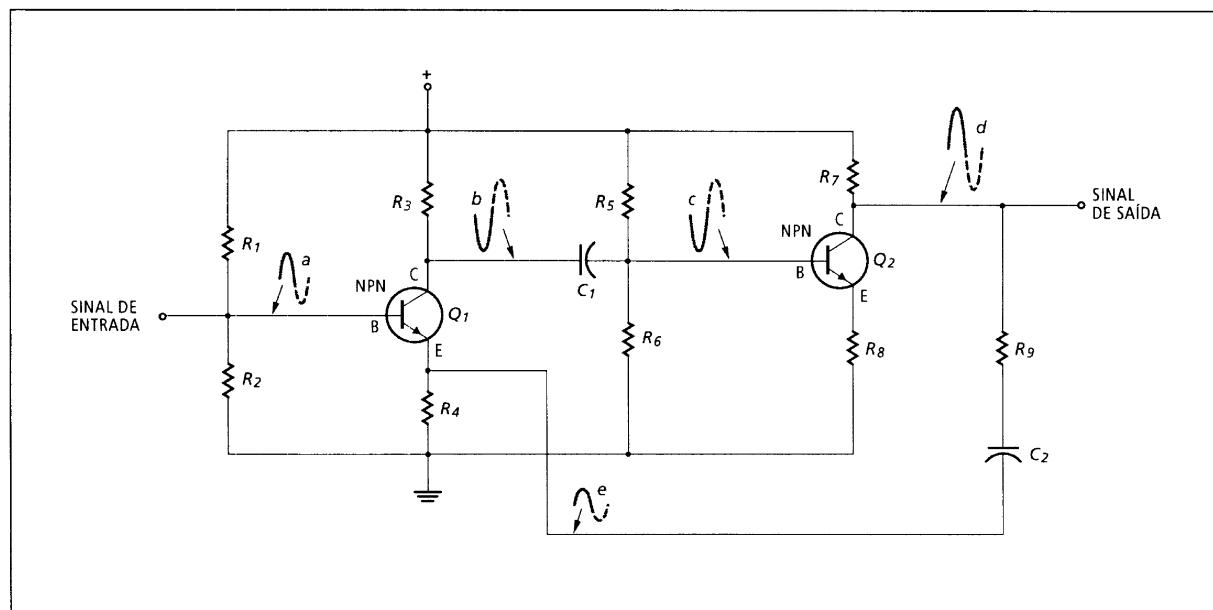 +
d
R7
b
R3
R5
c
SINAL
DE SAÍDA
C
NPN
R1
a
Q2
B
C
C1
NPN
E
SINAL DE
ENTRADA
Q1
B
R6
R8
R9
E
R2
R4
C2
e